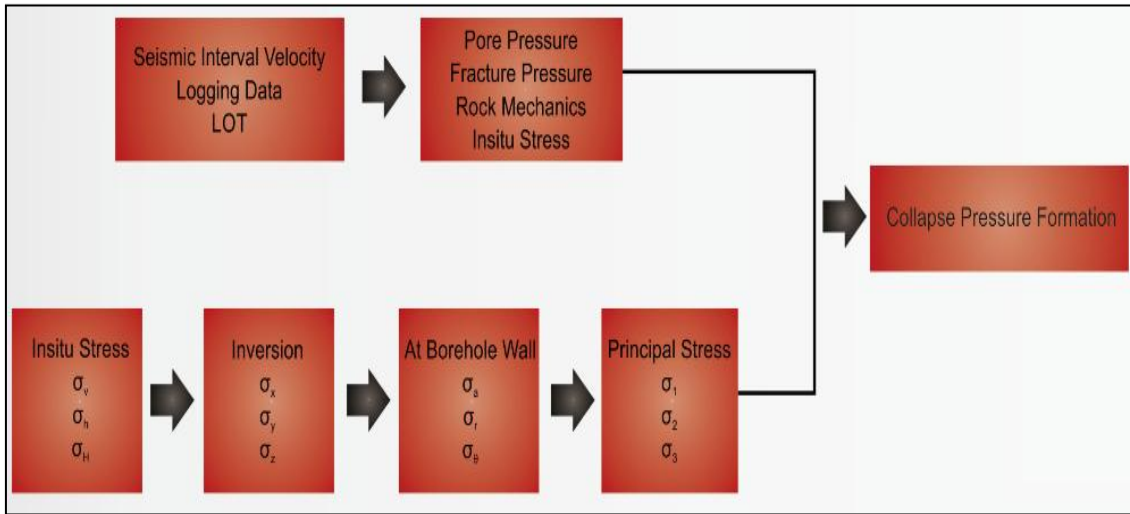 Seismic Interval Velocity
Logging Data
LOT
Pore Pressure
Fracture Pressure
Rock Mechanics
Insitu Stress
Collapse Pressure Formation
Insitu Stress
σv
σh
σH
Inversion
σx
σy
σz
At Borehole Wall
σa
σr
σθ
Principal Stress
σ1
σ2
σ3